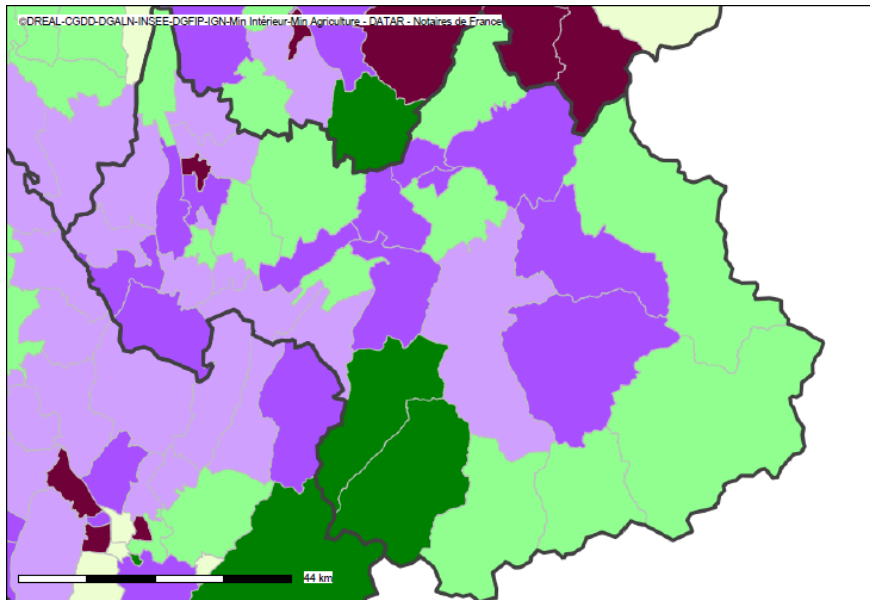 ©DREAL-CGDD-DGALN-INSEE-DGFIP-IGN-Min Intérieur-Min Agriculture - DATAR - Notaires de France
44 km